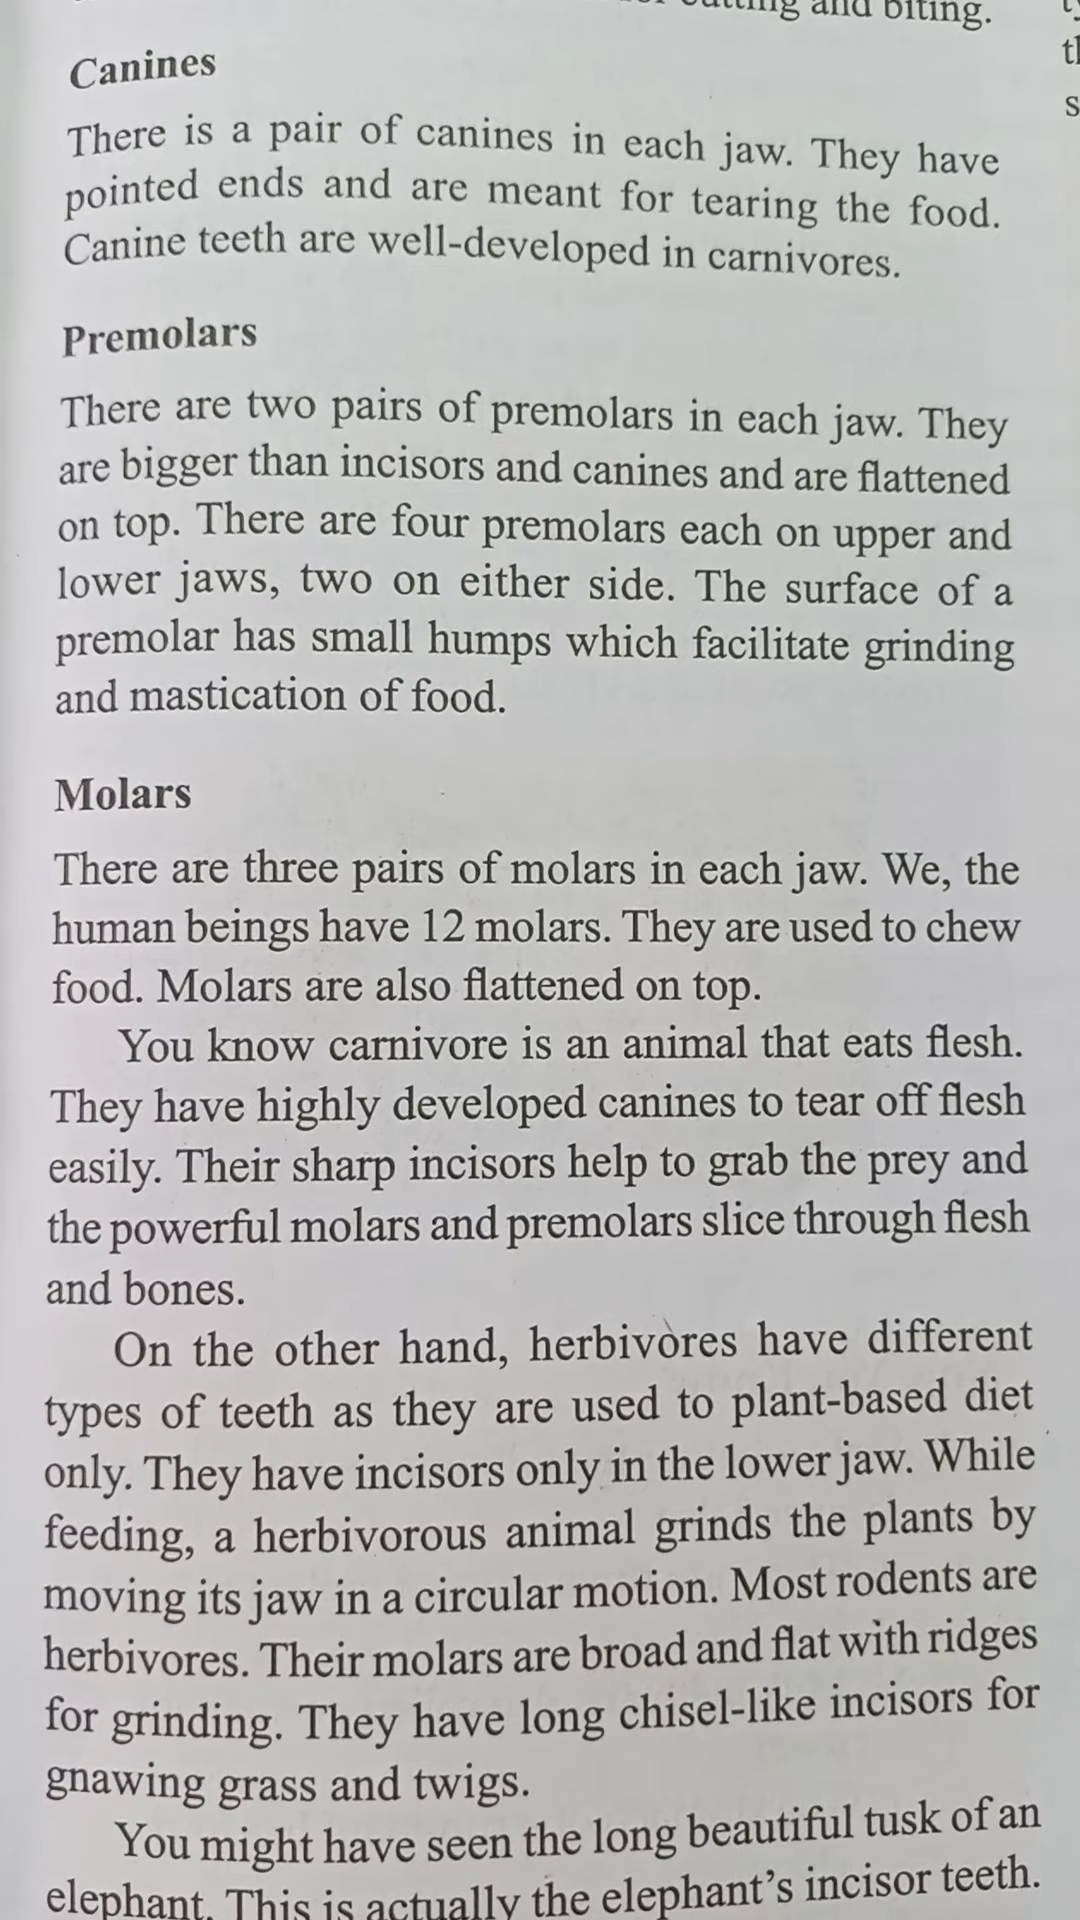 cutting and biting.
Canines
There is a pair of canines in each jaw. They have
pointed ends and are meant for tearing the food.
Canine teeth are well-developed in carnivores.
Premolars
There are two pairs of premolars in each jaw. They
are bigger than incisors and canines and are flattened
on top. There are four premolars each on upper and
lower jaws, two on either side. The surface of a
premolar has small humps which facilitate grinding
and mastication of food.
Molars
There are three pairs of molars in each jaw. We, the
human beings have 12 molars. They are used to chew
food. Molars are also flattened on top.
You know carnivore is an animal that eats flesh.
They have highly developed canines to tear off flesh
easily. Their sharp incisors help to grab the prey and
the powerful molars and premolars slice through flesh
and bones.
On the other hand, herbivores have different
types of teeth as they are used to plant-based diet
only. They have incisors only in the lower jaw. While
feeding, a herbivorous animal grinds the plants by
moving its jaw in a circular motion. Most rodents are
herbivores. Their molars are broad and flat with ridges
for grinding. They have long chisel-like incisors for
gnawing grass and twigs.
You might have seen the long beautiful tusk of an
elephant. This is actually the elephant's incisor teeth.